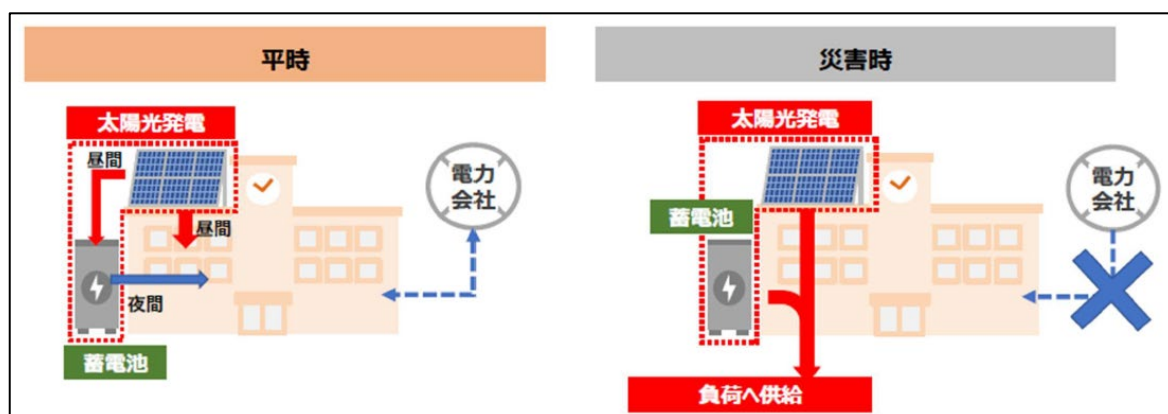 平時
太陽光発電
昼間
昼間
夜間
蓄電池
電力
会社
災害時
太陽光発電
蓄電池
電力
会社
負荷へ供給